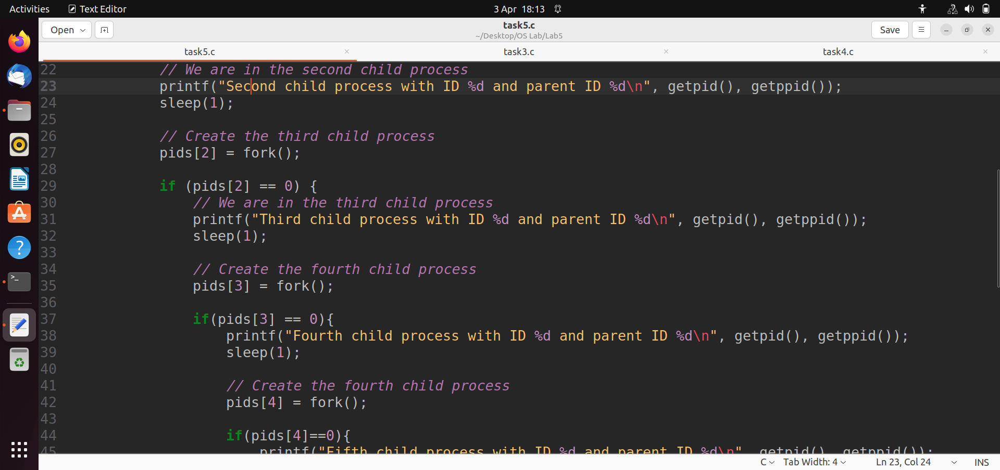 Activities Text Editor 3 Apr 18:13
Open task5.c Save
~/Desktop/OS Lab/Lab5
task5.c task3.c task4.c
22 // We are in the second child process
23 printf("Second child process with ID %d and parent ID %d\n", getpid(), getppid());
24 sleep(1);
25
26 // Create the third child process
27 pids[2] = fork();
28
29 if (pids[2] == 0) {
30 // We are in the third child process
31 printf("Third child process with ID %d and parent ID %d\n", getpid(), getppid());
32 sleep(1);
33
34 // Create the fourth child process
35 pids[3] = fork();
36
37 if(pids[3] == 0){
38 printf("Fourth child process with ID %d and parent ID %d\n", getpid(), getppid());
39 sleep(1);
40
41 // Create the fourth child process
42 pids[4] = fork();
43
44 if(pids[4]==0){
45 printf("Fifth child process with ID %d and parent ID %d\n", getpid(), getppid());
C Tab Width: 4 Ln 23, Col 24 INS